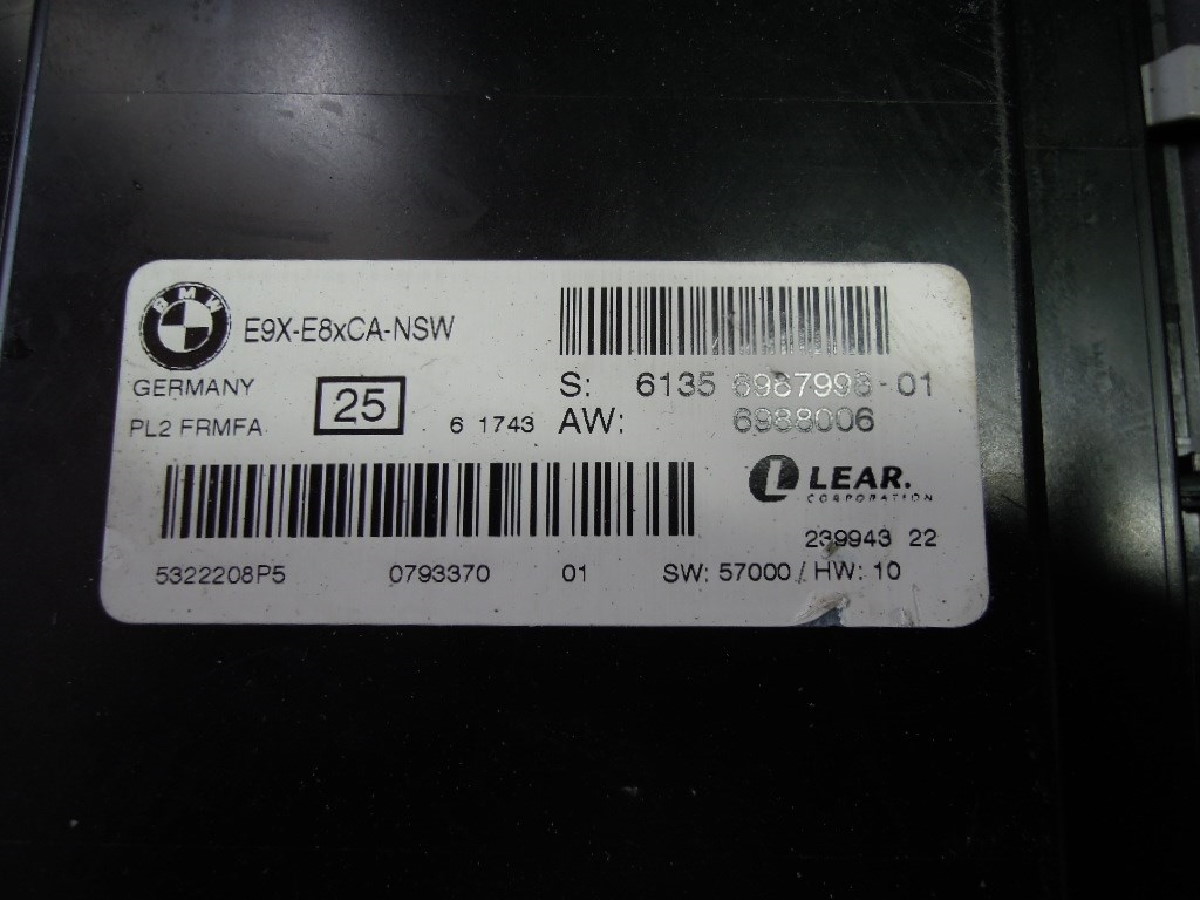 BMW
E9X-E8xCA-NSW
GERMANY
25
S: 6135 6987998-01
PL2 FRMFA
6 1743
AW: 6988006
LEAR.
CORPORATION
239943 22
5322208P5 0793370 01 SW: 57000 / HW: 10